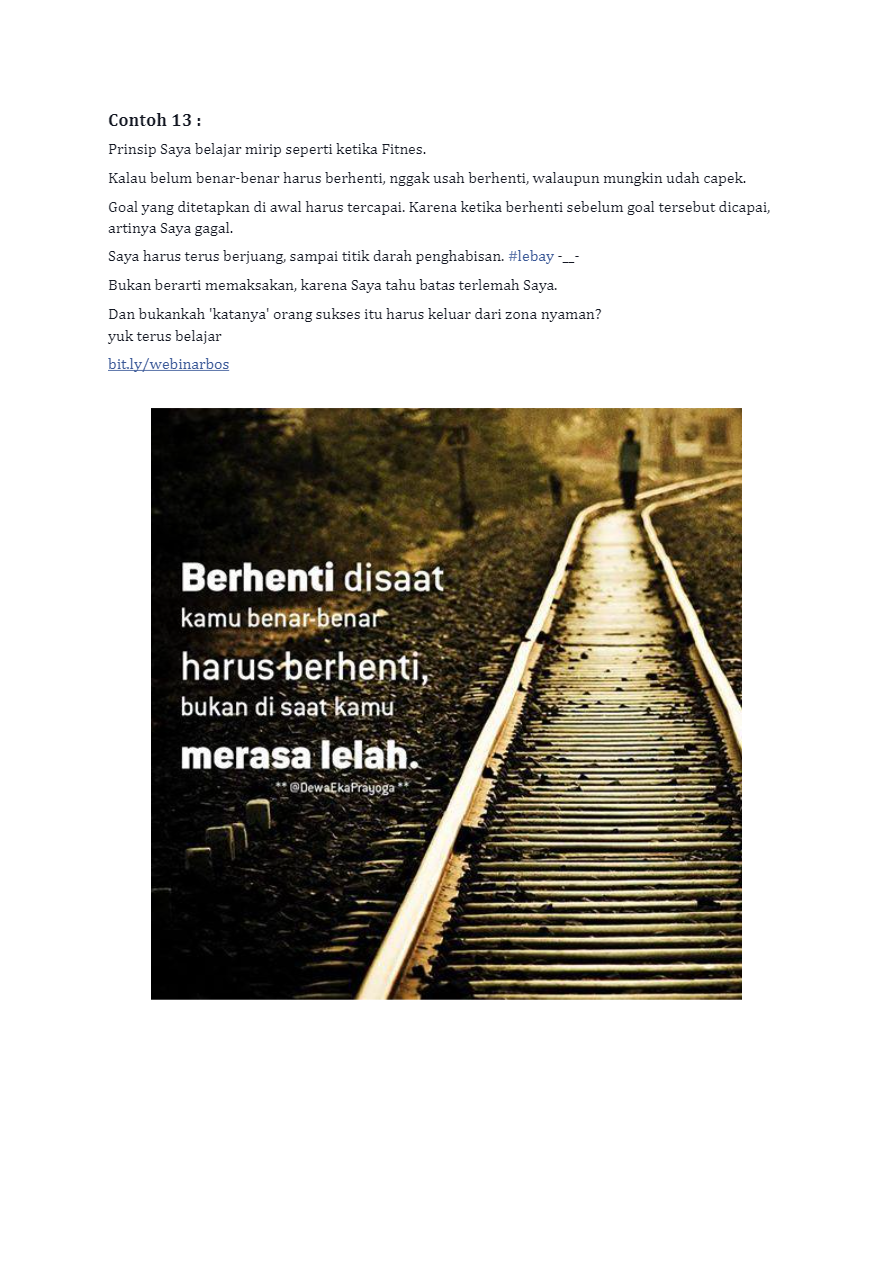 Contoh 13 :
Prinsip Saya belajar mirip seperti ketika Fitnes.
Kalau belum benar-benar harus berhenti, nggak usah berhenti, walaupun mungkin udah capek.
Goal yang ditetapkan di awal harus tercapai. Karena ketika berhenti sebelum goal tersebut dicapai,
artinya Saya gagal.
Saya harus terus berjuang, sampai titik darah penghabisan. #lebay -__-
Bukan berarti memaksakan, karena Saya tahu batas terlemah Saya.
Dan bukankah 'katanya' orang sukses itu harus keluar dari zona nyaman?
yuk terus belajar
bit.ly/webinarbos
Berhenti disaat
kamu benar-benar
harus berhenti,
bukan di saat kamu
merasa lelah.
** @DewaEkaPrayoga **